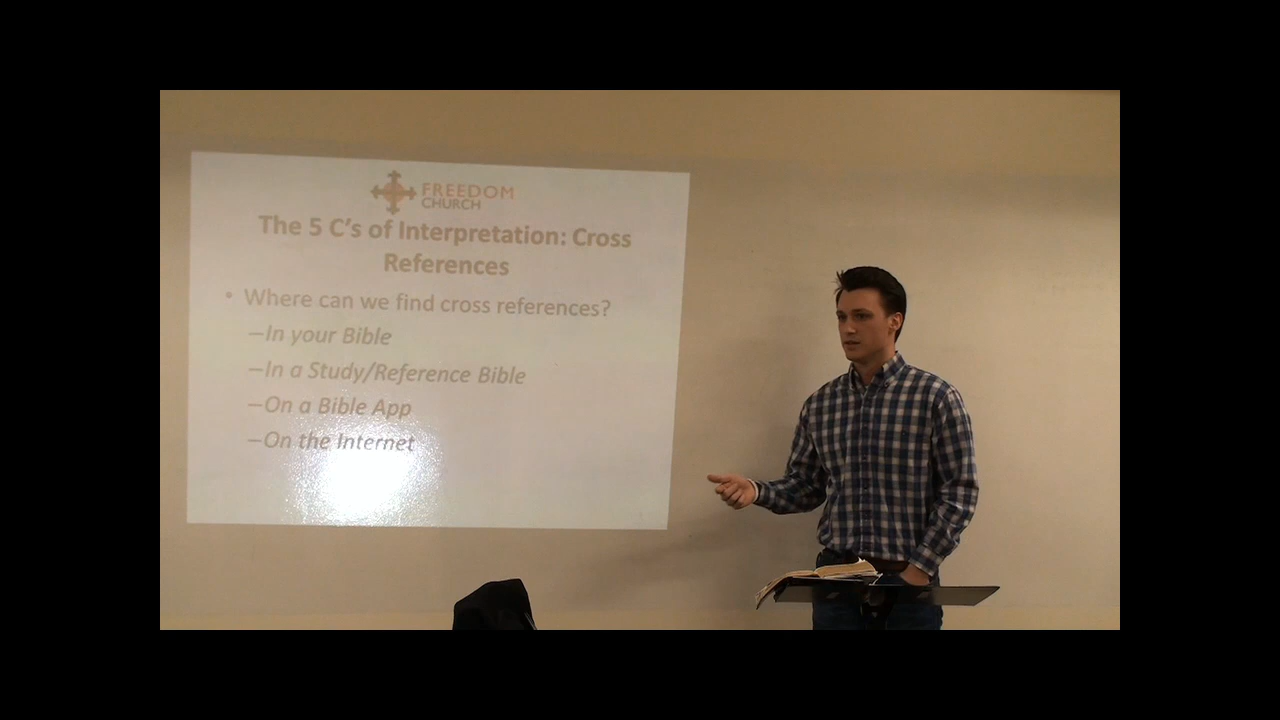 FREEDOM
CHURCH
The 5 C's of Interpretation: Cross
References
• Where can we find cross references?
–In your Bible
–In a Study/Reference Bible
–On a Bible App
–On the Internet